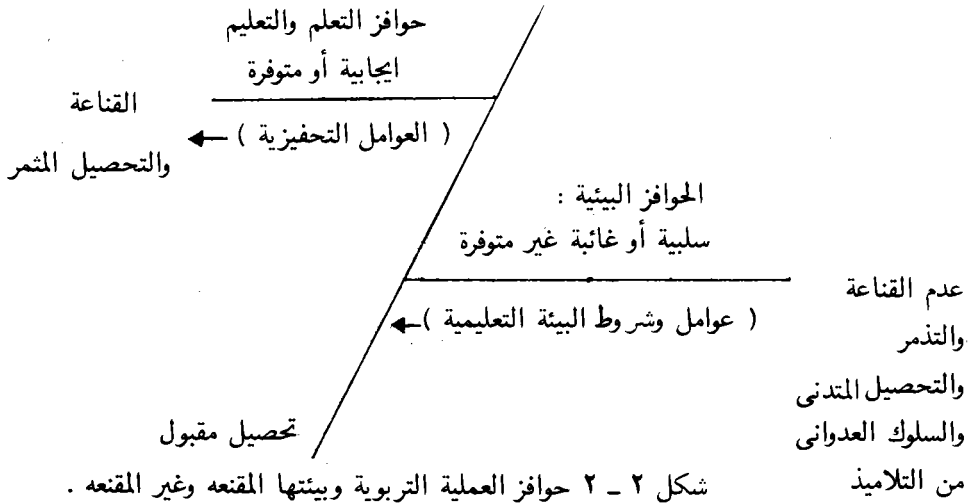 حوافز التعلم والتعليم
ايجابية أو متوفرة
( العوامل التحفيزية )
القناعة
والتحصيل المثمر
الحوافز البيئية :
سلبية أو غائبة غير متوفرة
( عوامل وشروط البيئة التعليمية )
عدم القناعة
والتذمر
والتحصيل المتدنى
والسلوك العدوانى
من التلاميذ
تحصيل مقبول
شكل ٢ - ٢ حوافز العملية التربوية وبيئتها المقنعه وغير المقنعه .